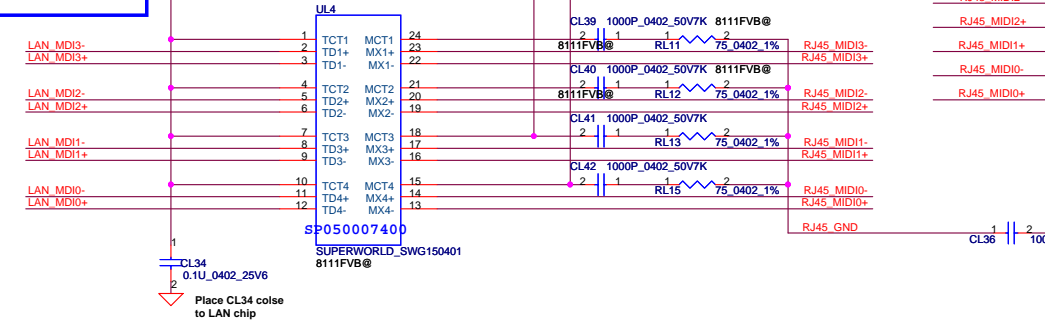 UL4
RJ45_MIDI2+
RJ45_MIDI1+
RJ45_MIDI0-
RJ45_MIDI0+
CL39 1000P_0402_50V7K 8111FVB@
1 TCT1 MCT1 24
2 1
8111FVB@
1 2
RL11 75_0402_1%
LAN_MDI3- 2 TD1+ MX1+ 23 RJ45_MIDI3-
LAN_MDI3+ 3 TD1- MX1- 22 RJ45_MIDI3+
CL40 1000P_0402_50V7K 8111FVB@
4 TCT2 MCT2 21
2 1
8111FVB@
1 2
RL12 75_0402_1%
LAN_MDI2- 5 TD2+ MX2+ 20 RJ45_MIDI2-
LAN_MDI2+ 6 TD2- MX2- 19 RJ45_MIDI2+
CL41 1000P_0402_50V7K
7 TCT3 MCT3 18
2 1
1 2
RL13 75_0402_1%
LAN_MDI1- 8 TD3+ MX3+ 17 RJ45_MIDI1-
LAN_MDI1+ 9 TD3- MX3- 16 RJ45_MIDI1+
CL42 1000P_0402_50V7K
10 TCT4 MCT4 15
2 1
1 2
RL15 75_0402_1%
LAN_MDI0- 11 TD4+ MX4+ 14 RJ45_MIDI0-
LAN_MDI0+ 12 TD4- MX4- 13 RJ45_MIDI0+
SP050007400
RJ45_GND
CL36 1 2
SUPERWORLD_SWG150401
8111FVB@
1
CL34
0.1U_0402_25V6
2
Place CL34 colse
to LAN chip